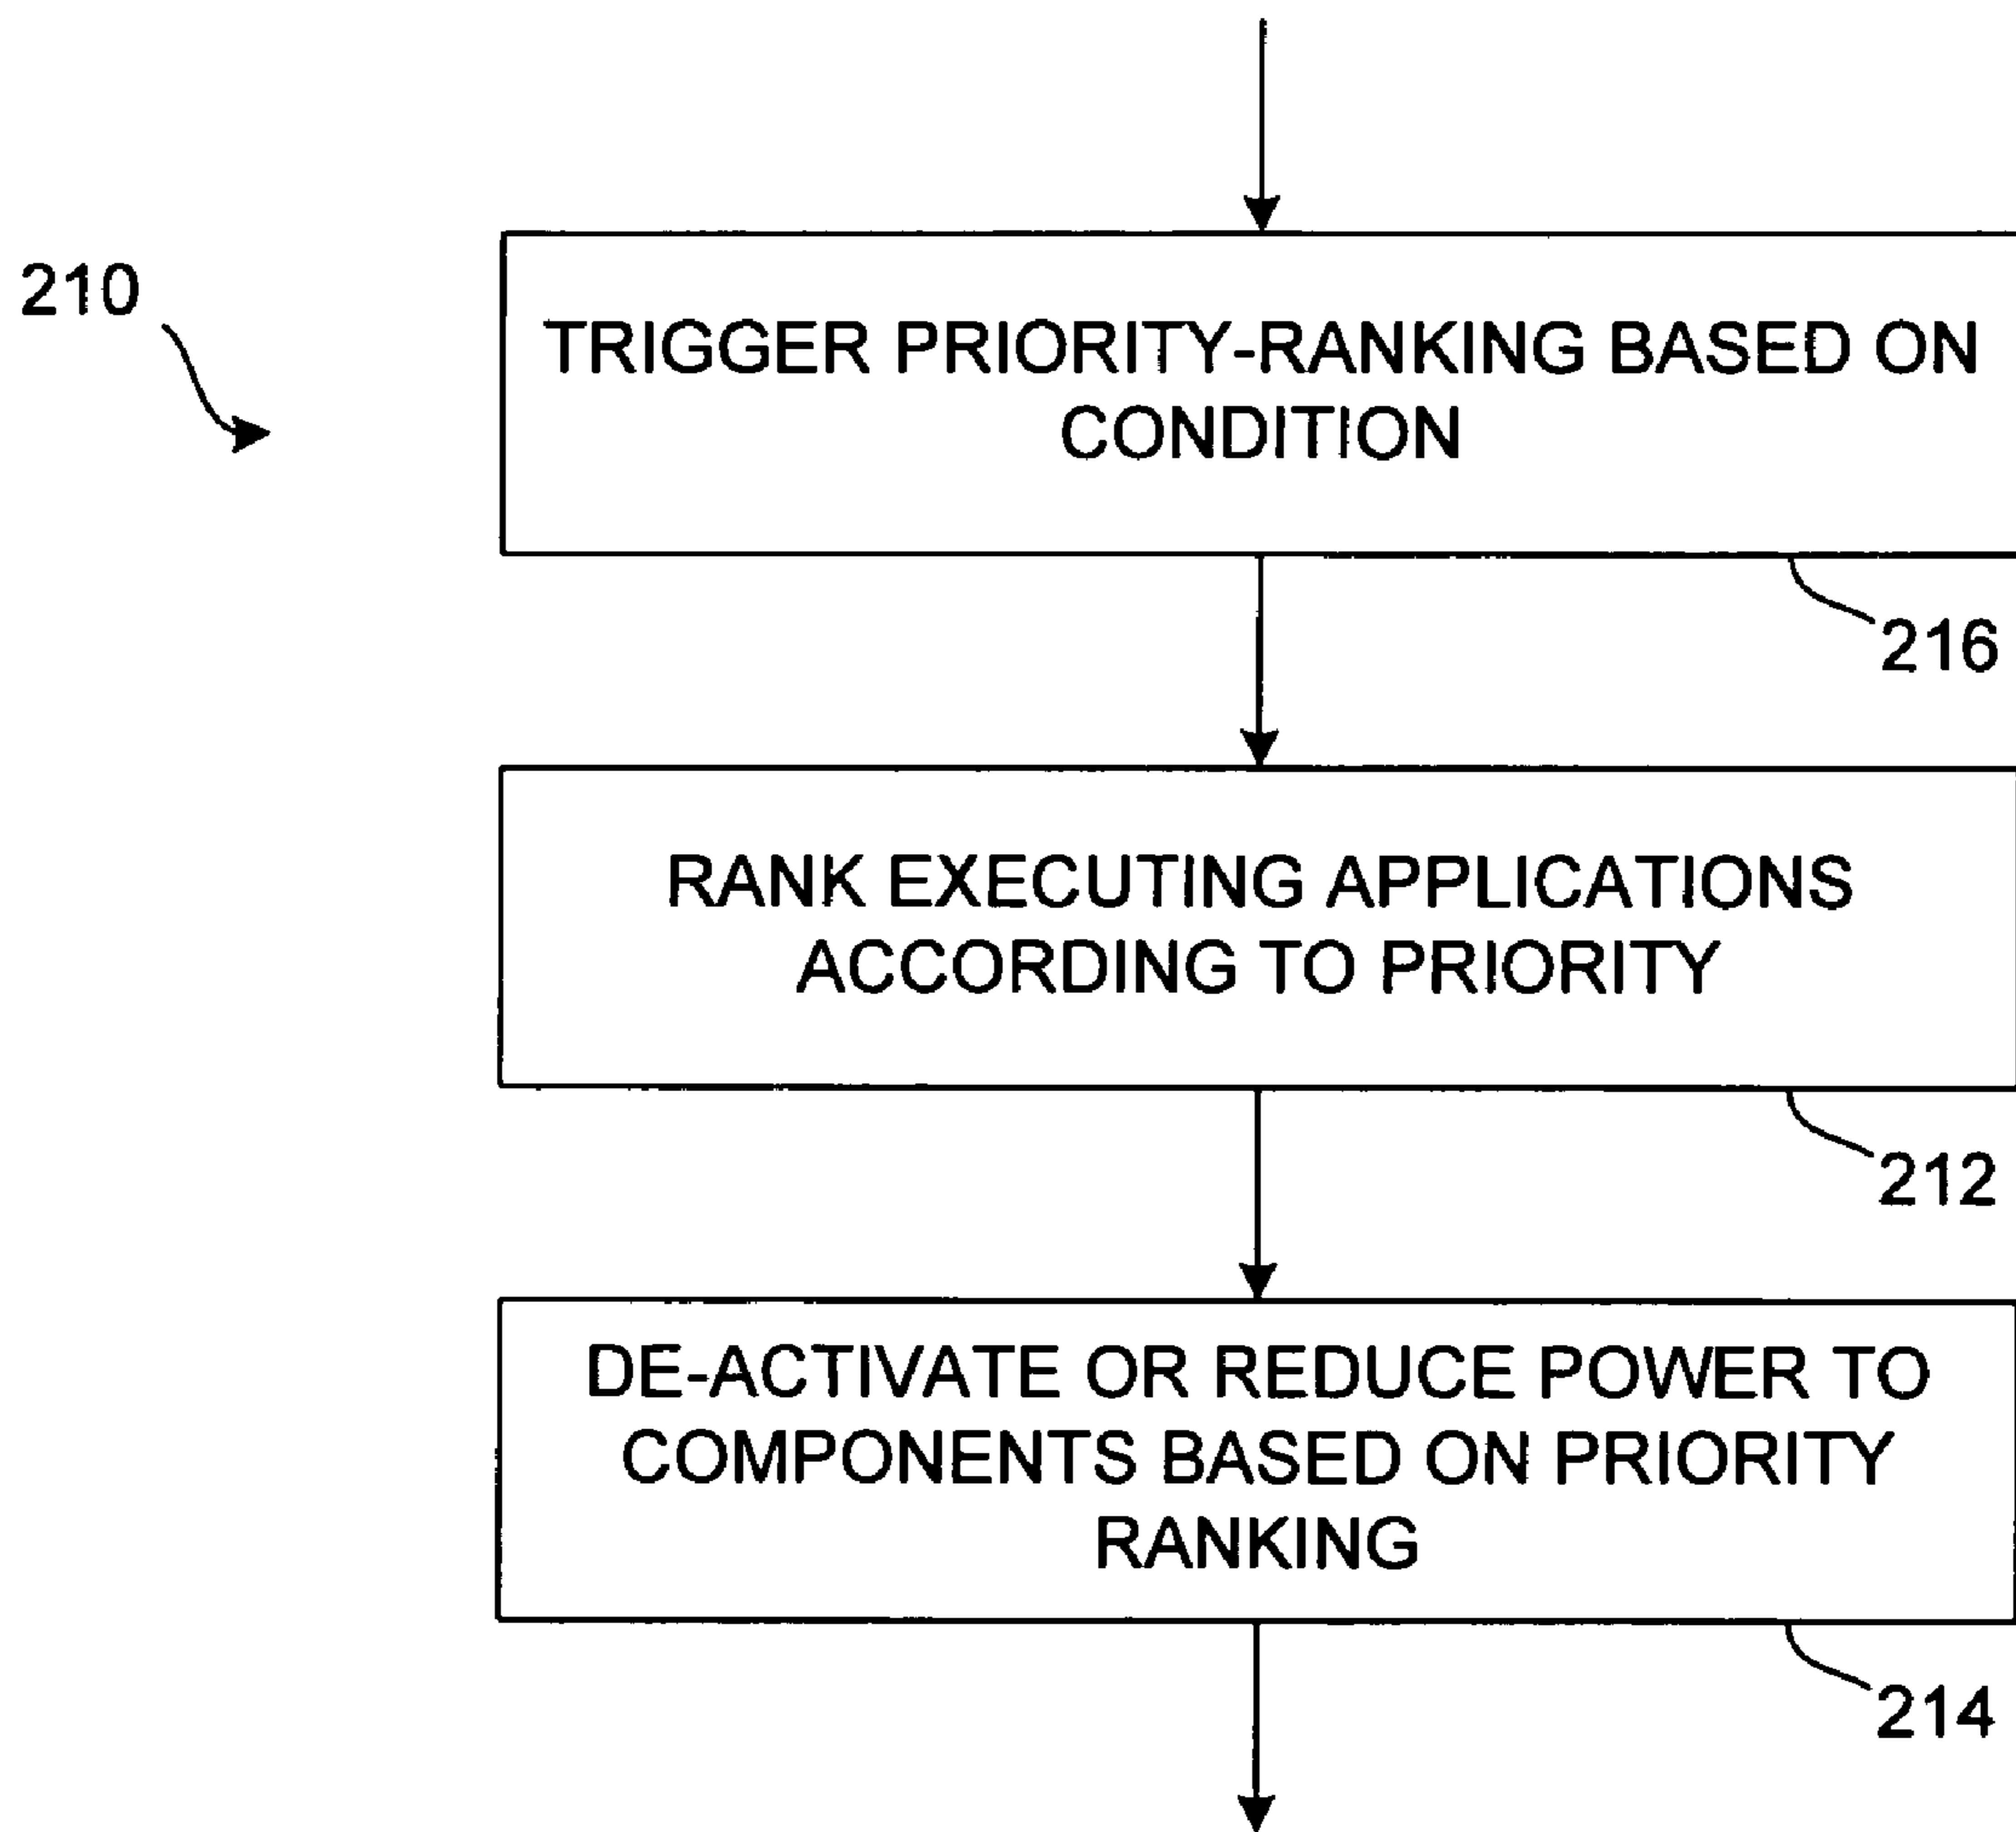 210
TRIGGER PRIORITY-RANKING BASED ON
CONDITION
216
RANK EXECUTING APPLICATIONS
ACCORDING TO PRIORITY
212
DE-ACTIVATE OR REDUCE POWER TO
COMPONENTS BASED ON PRIORITY
RANKING
214